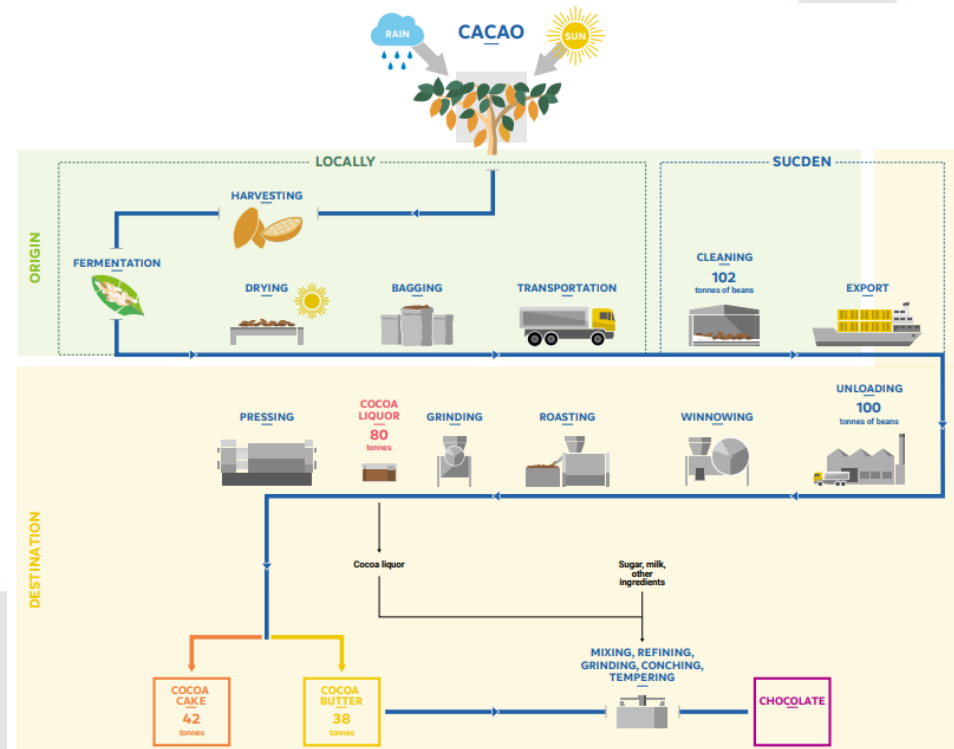 RAIN
CACAO
SUN
LOCALLY
SUCDEN
ORIGIN
HARVESTING
FERMENTATION
DRYING
BAGGING
TRANSPORTATION
CLEANING
102
tonnes of beans
EXPORT
DESTINATION
PRESSING
COCOA
LIQUOR
80
tonnes
GRINDING
ROASTING
WINNOWING
UNLOADING
100
tonnes of beans
Cocoa liquor
Sugar, milk,
other
ingredients
MIXING, REFINING,
GRINDING, CONCHING,
TEMPERING
COCOA
CAKE
42
tonnes
COCOA
BUTTER
38
tonnes
CHOCOLATE